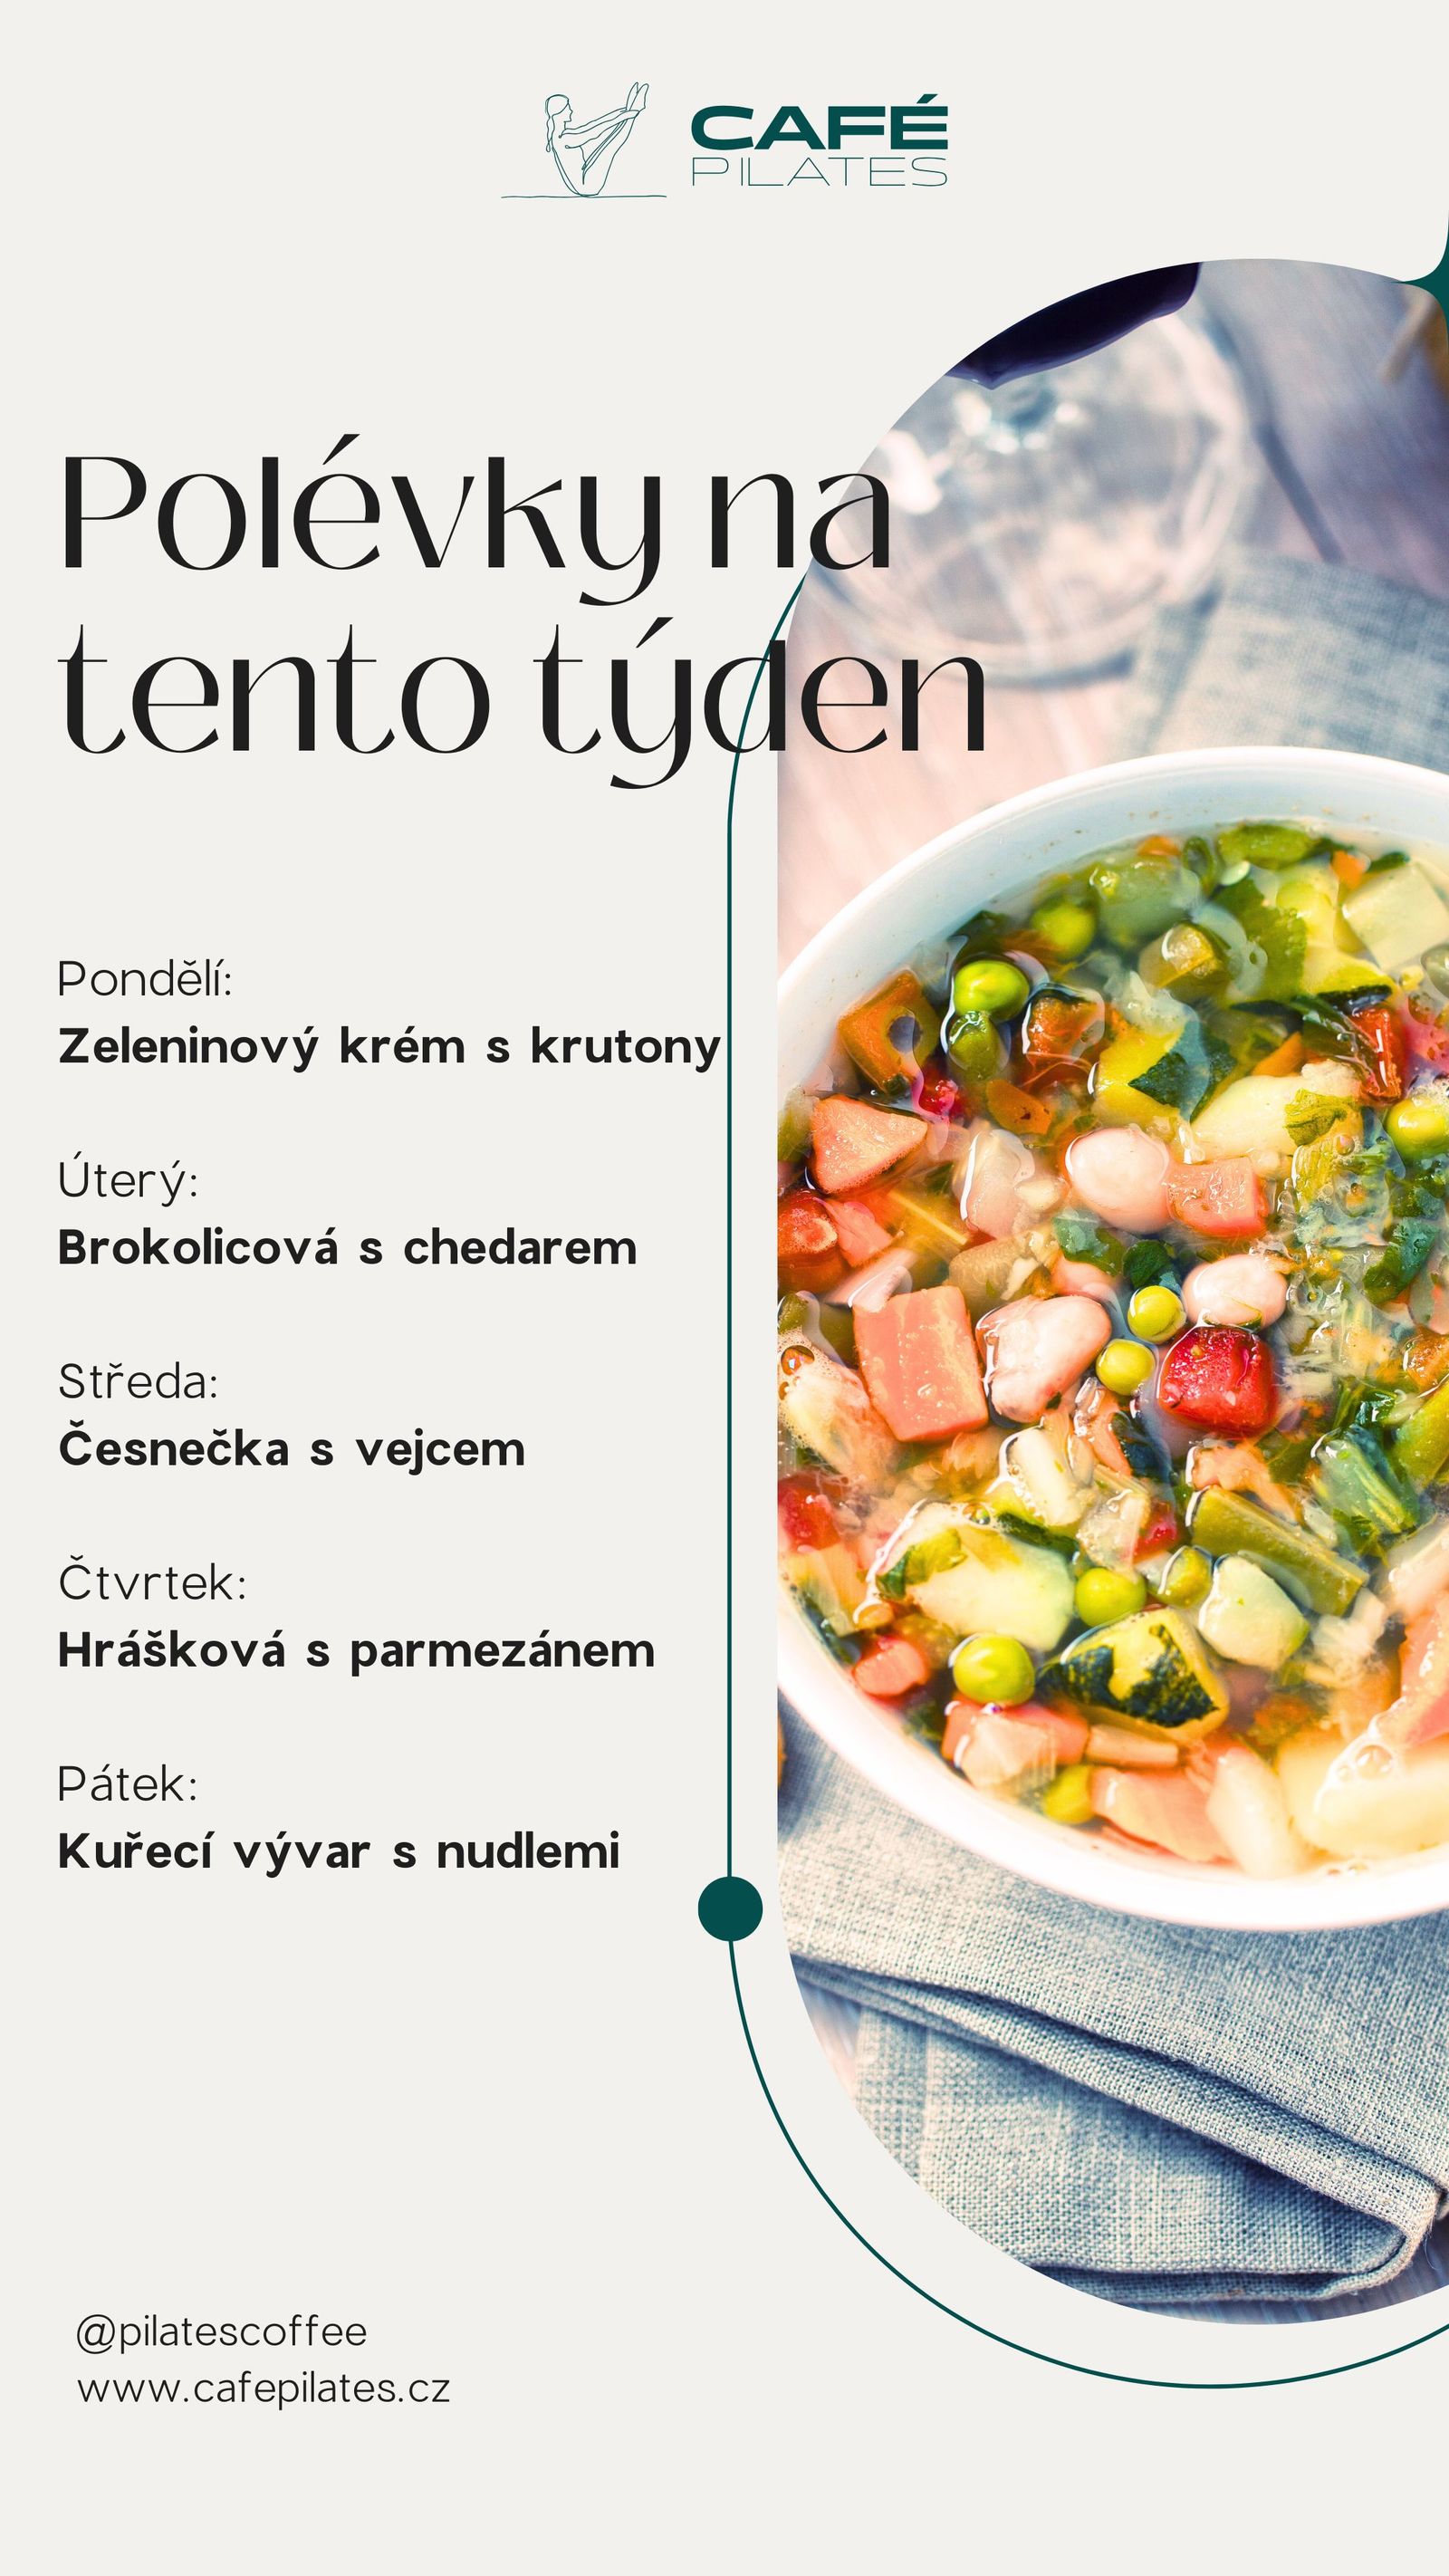 CAFÉ
PILATES
Polévky na
tento týden
Pondělí:
Zeleninový krém s krutony
Úterý:
Brokolicová s chedarem
Středa:
Česnečka s vejcem
Čtvrtek:
Hrášková s parmezánem
Pátek:
Kuřecí vývar s nudlemi
@pilatescoffee
www.cafepilates.cz